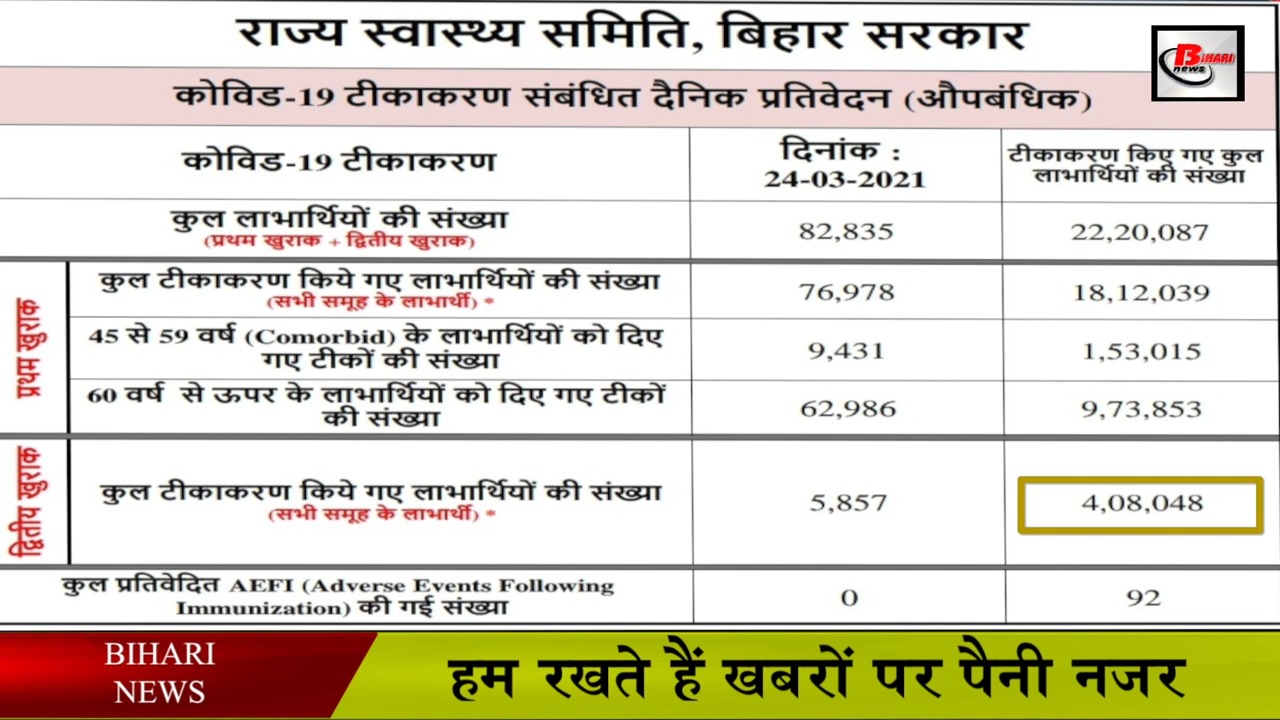 राज्य स्वास्थ्य समिति, बिहार सरकार
BIHARI
news
कोविड-19 टीकाकरण संबंधित दैनिक प्रतिवेदन (औपबंधिक)
कोविड-19 टीकाकरण
दिनांक :
24-03-2021
टीकाकरण किए गए कुल
लाभार्थियों की संख्या
कुल लाभार्थियों की संख्या
(प्रथम खुराक + द्वितीय खुराक)
82,835
22,20,087
प्रथम खुराक
कुल टीकाकरण किये गए लाभार्थियों की संख्या
(सभी समूह के लाभार्थी) *
76,978
18,12,039
45 से 59 वर्ष (Comorbid) के लाभार्थियों को दिए
गए टीकों की संख्या
9,431
1,53,015
60 वर्ष से ऊपर के लाभार्थियों को दिए गए टीकों
की संख्या
62,986
9,73,853
द्वितीय खुराक
कुल टीकाकरण किये गए लाभार्थियों की संख्या
(सभी समूह के लाभार्थी) *
5,857
4,08,048
कुल प्रतिवेदित AEFI (Adverse Events Following
Immunization) की गई संख्या
0
92
BIHARI
NEWS
हम रखते हैं खबरों पर पैनी नजर